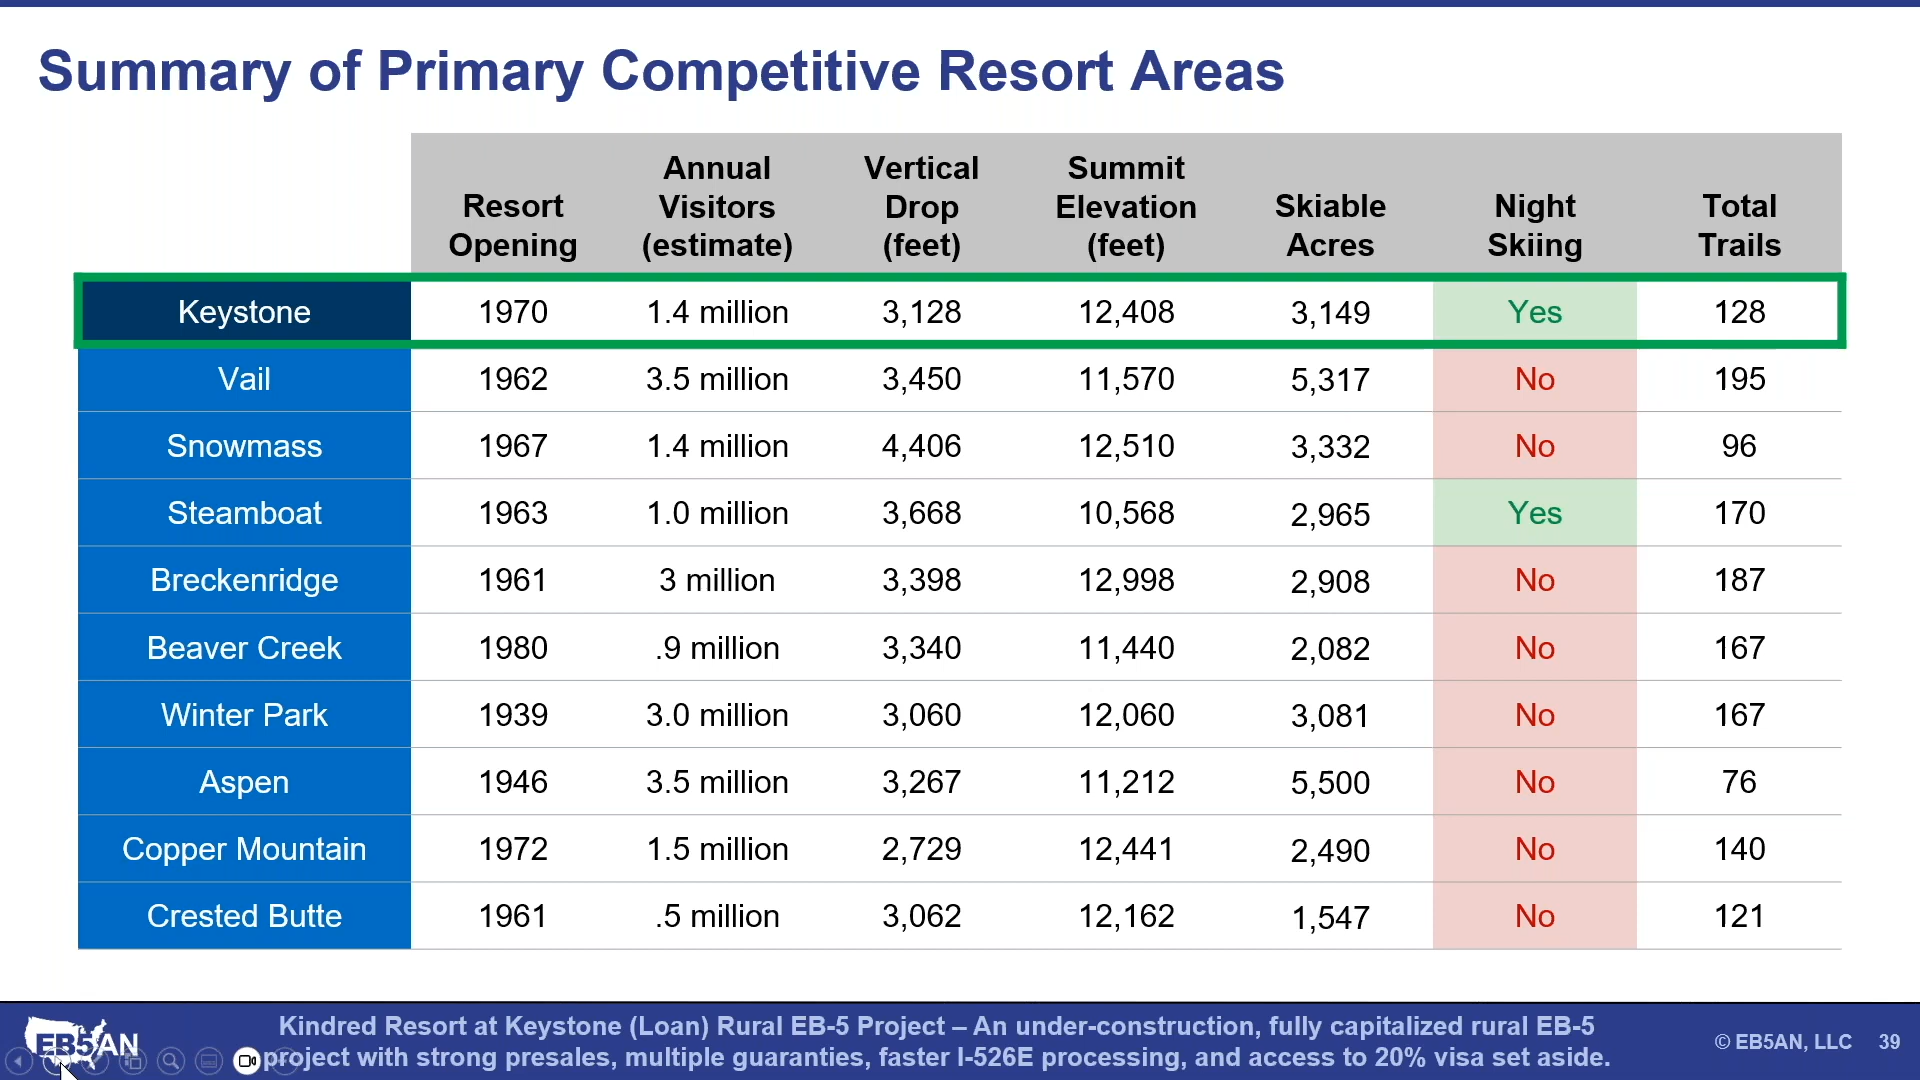 Summary of Primary Competitive Resort Areas
Resort Opening Annual Visitors (estimate) Vertical Drop (feet) Summit Elevation (feet) Skiable Acres Night Skiing Total Trails
Keystone 1970 1.4 million 3,128 12,408 3,149 Yes 128
Vail 1962 3.5 million 3,450 11,570 5,317 No 195
Snowmass 1967 1.4 million 4,406 12,510 3,332 No 96
Steamboat 1963 1.0 million 3,668 10,568 2,965 Yes 170
Breckenridge 1961 3 million 3,398 12,998 2,908 No 187
Beaver Creek 1980 .9 million 3,340 11,440 2,082 No 167
Winter Park 1939 3.0 million 3,060 12,060 3,081 No 167
Aspen 1946 3.5 million 3,267 11,212 5,500 No 76
Copper Mountain 1972 1.5 million 2,729 12,441 2,490 No 140
Crested Butte 1961 .5 million 3,062 12,162 1,547 No 121
EB5AN
Kindred Resort at Keystone (Loan) Rural EB-5 Project – An under-construction, fully capitalized rural EB-5
project with strong presales, multiple guaranties, faster I-526E processing, and access to 20% visa set aside.
© EB5AN, LLC 39